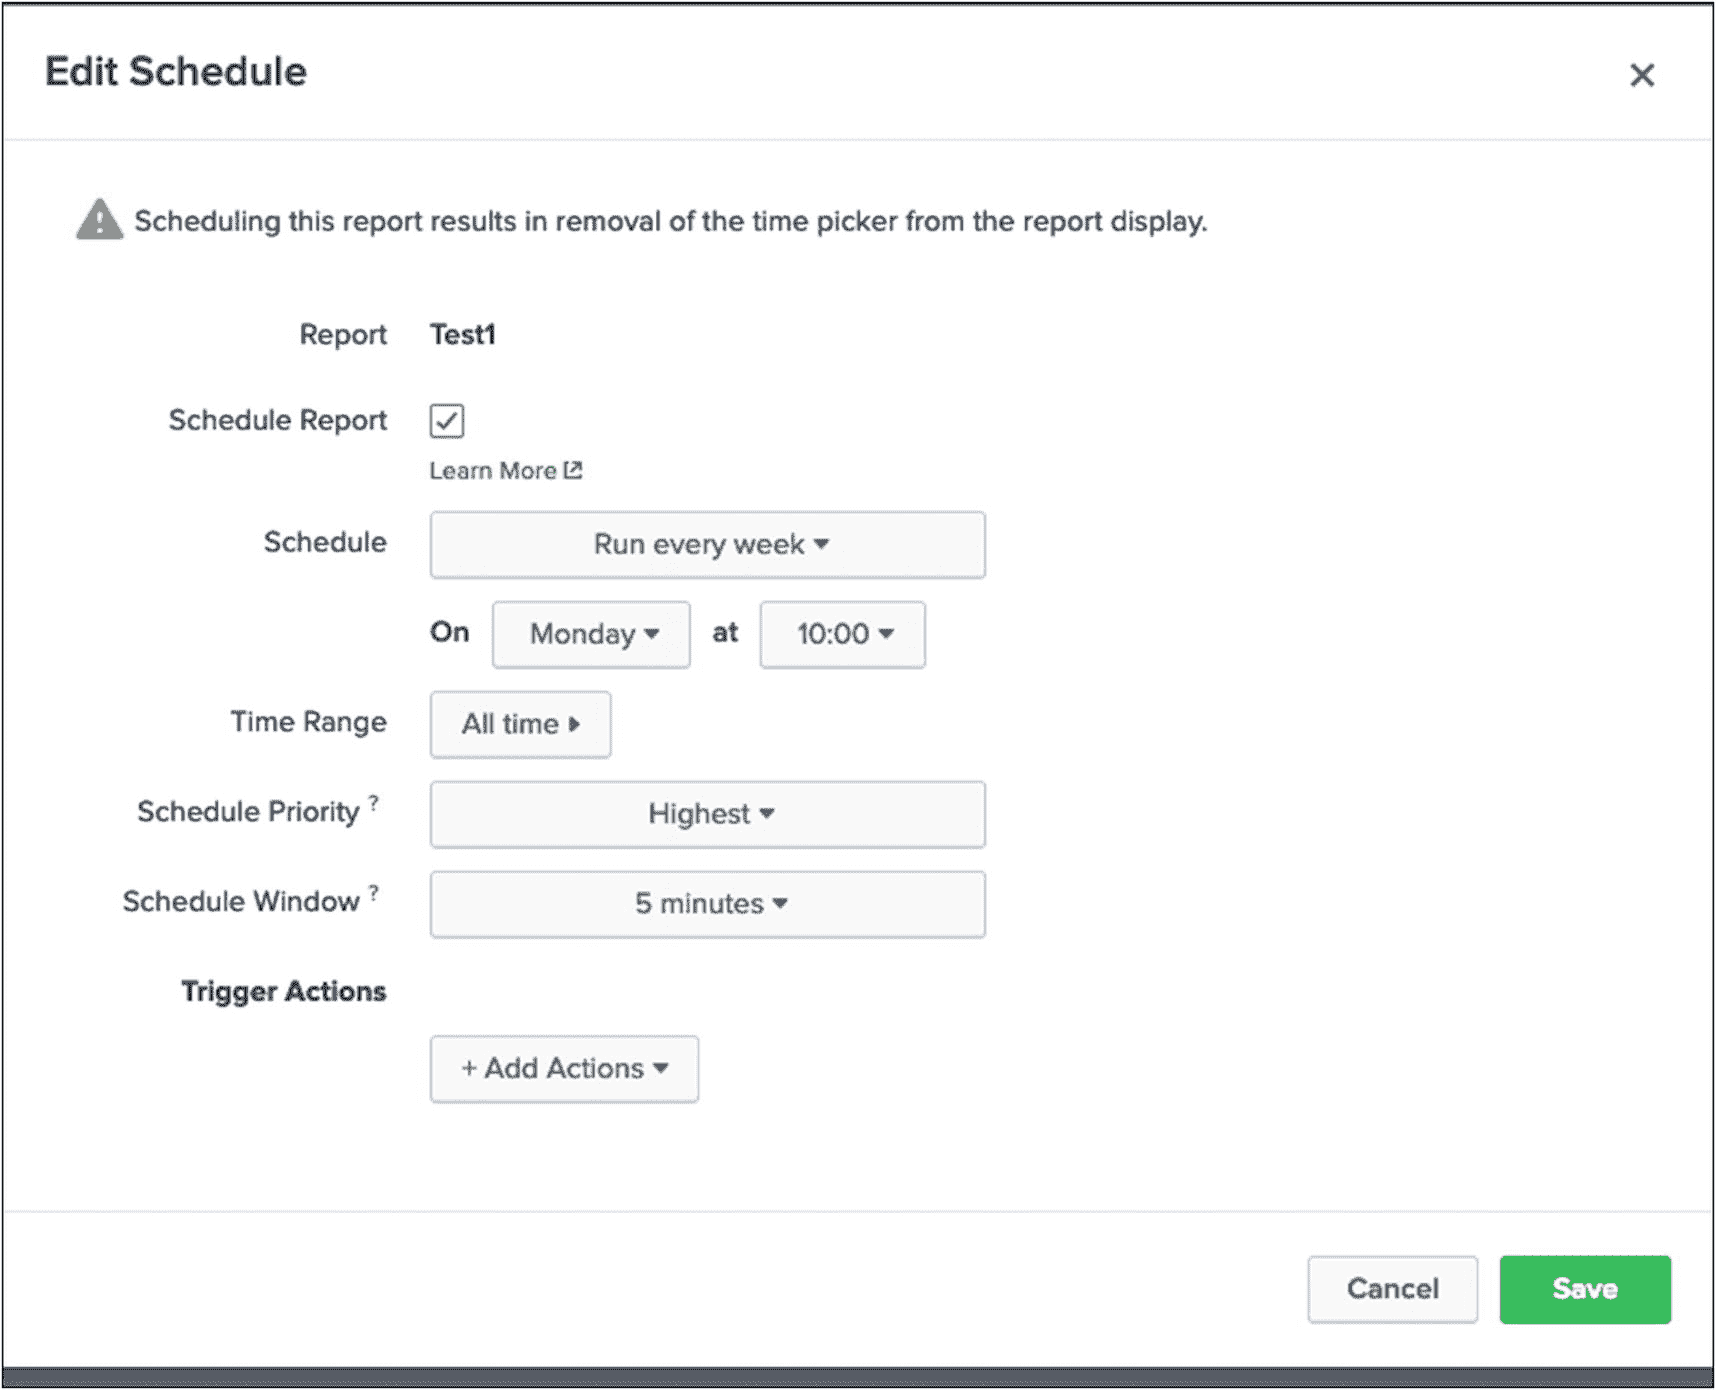 Edit Schedule
Scheduling this report results in removal of the time picker from the report display.
Report Test1
Schedule Report
Learn More
Schedule Run every week
On Monday at 10:00
Time Range All time
Schedule Priority ? Highest
Schedule Window ? 5 minutes
Trigger Actions
+ Add Actions
Cancel Save